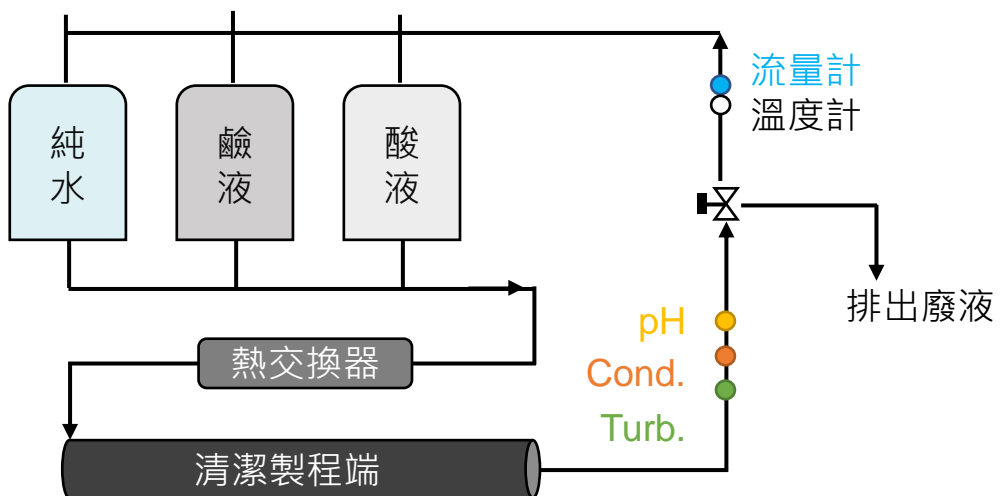 流量計
溫度計
純水
鹼液
酸液
排出廢液
pH
熱交換器
Cond.
Turb.
清潔製程端